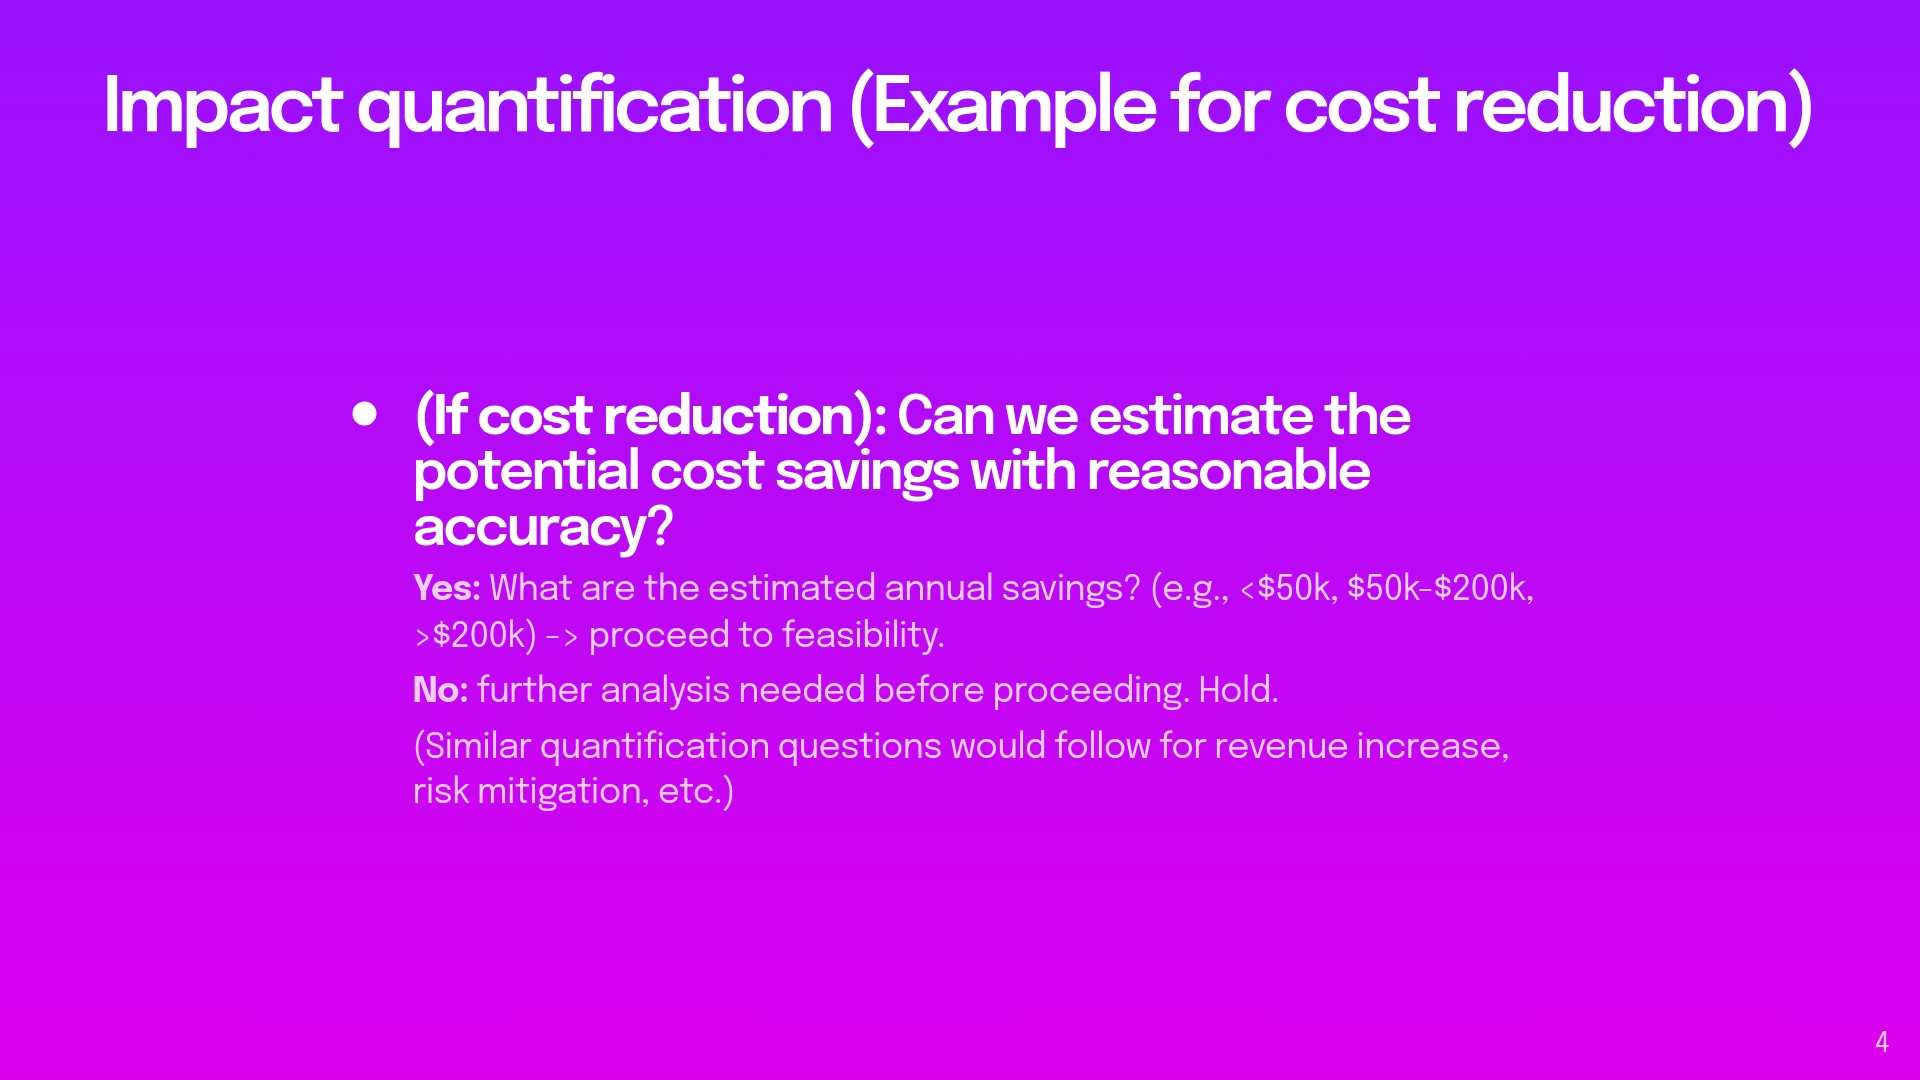 Impact quantification (Example for cost reduction)
● (If cost reduction): Can we estimate the
potential cost savings with reasonable
accuracy?
Yes: What are the estimated annual savings? (e.g., <$50k, $50k-$200k,
>$200k) -> proceed to feasibility.
No: further analysis needed before proceeding. Hold.
(Similar quantification questions would follow for revenue increase,
risk mitigation, etc.)
4